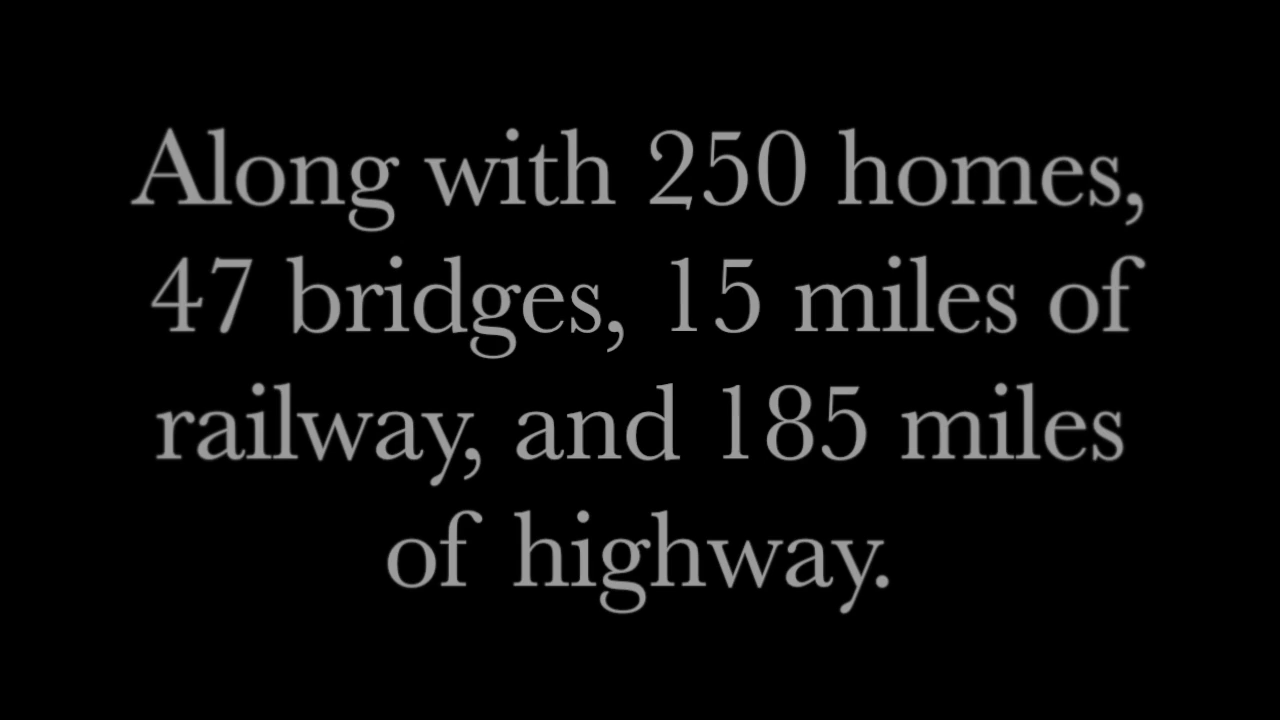 Along with 250 homes,
47 bridges, 15 miles of
railway, and 185 miles
of highway.